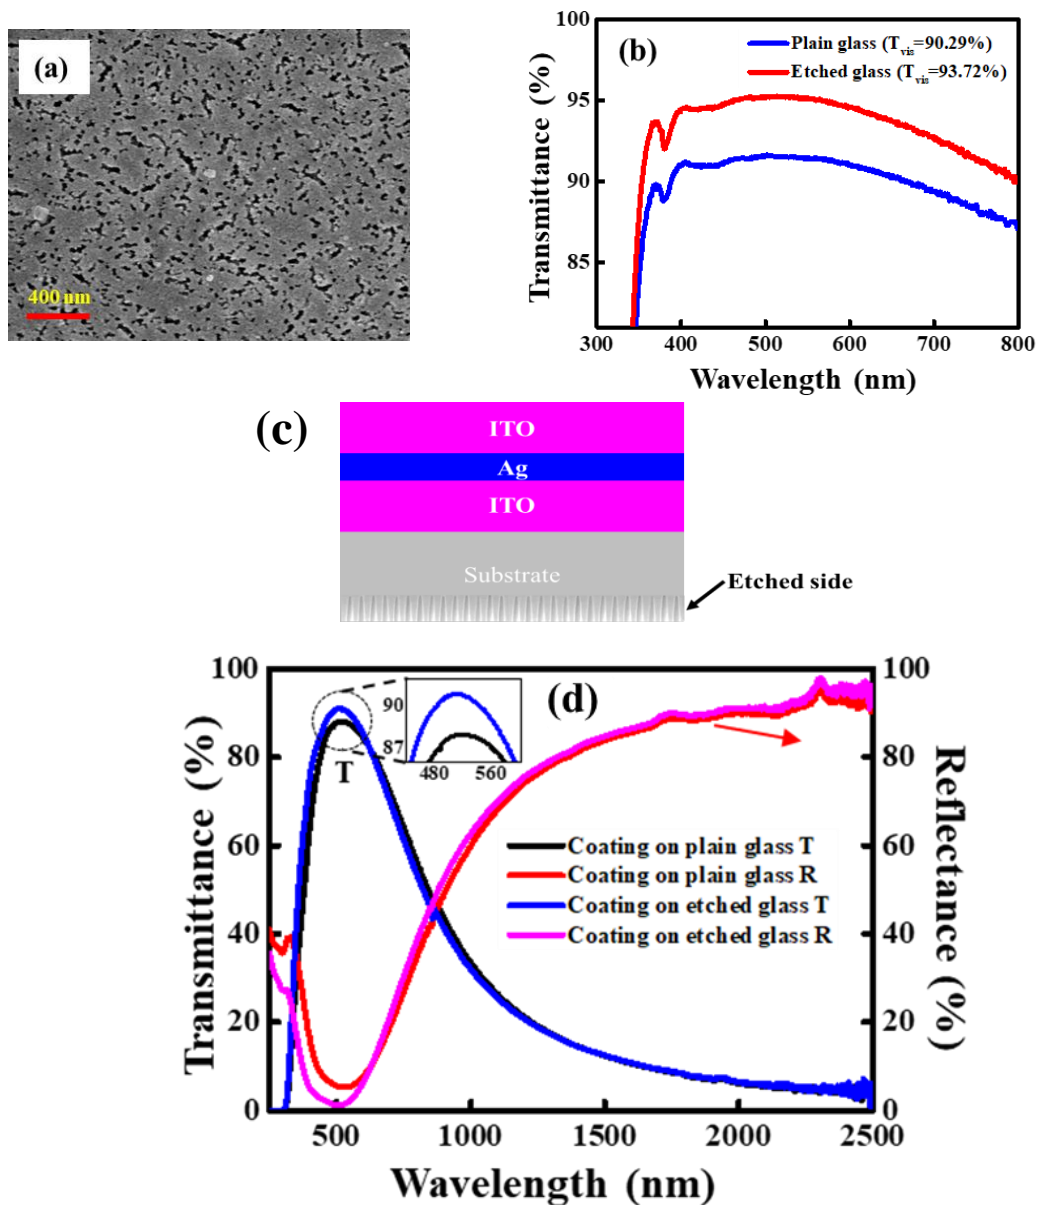 (a)
400 nm
(b)
Plain glass (Tvis=90.29%)
Etched glass (Tvis=93.72%)
Transmittance (%)
100
95
90
85
300 400 500 600 700 800
Wavelength (nm)
(c)
ITO
Ag
ITO
Substrate
Etched side
(d)
Transmittance (%)
100
80
60
40
20
0
T
90
87
480 560
Coating on plain glass T
Coating on plain glass R
Coating on etched glass T
Coating on etched glass R
100
80
60
40
20
0
Reflectance (%)
500 1000 1500 2000 2500
Wavelength (nm)